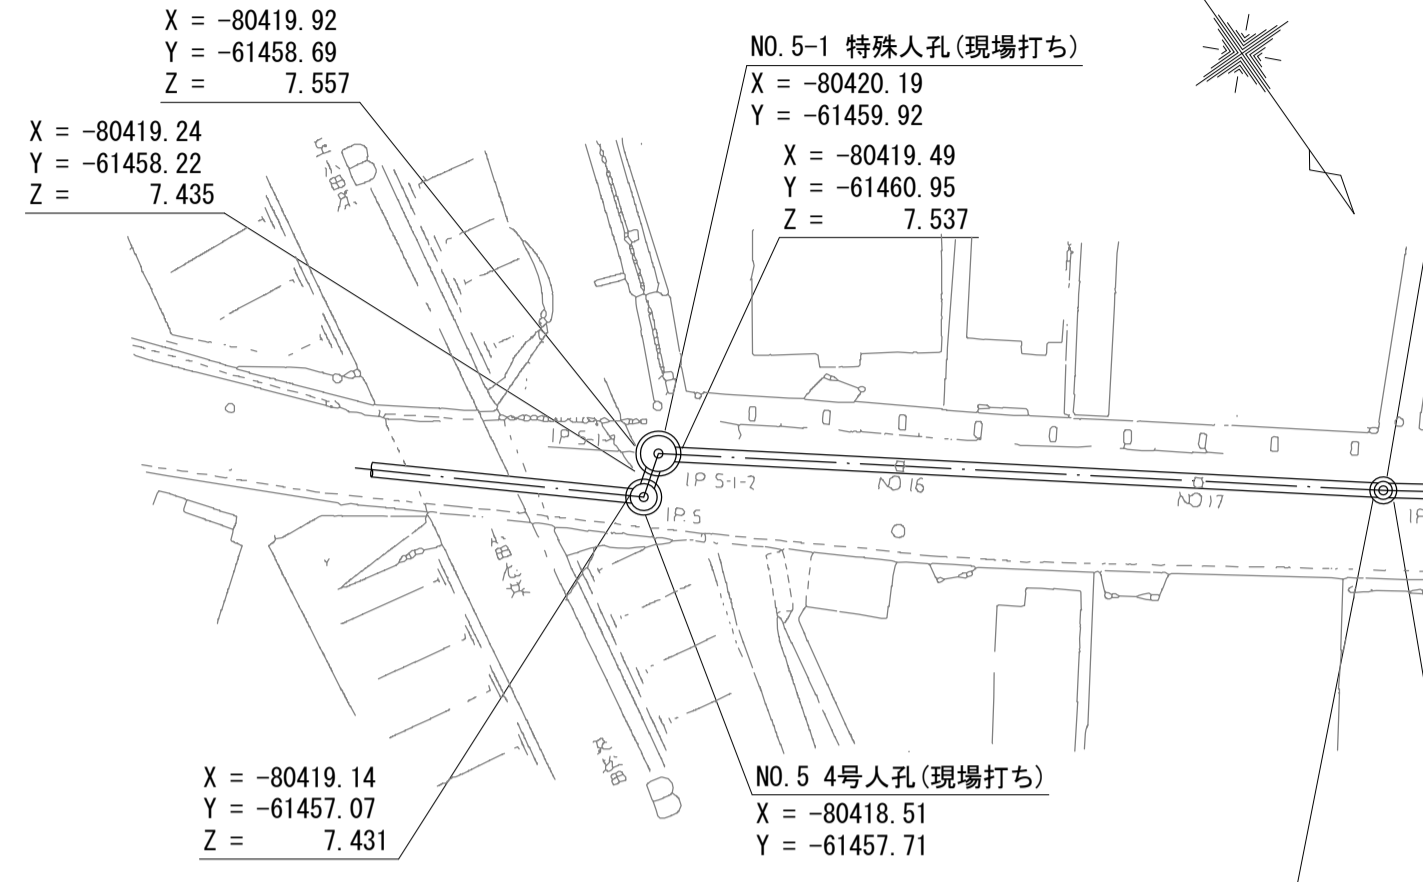 X = -80419.92
Y = -61458.69
Z = 7.557
X = -80419.24
Y = -61458.22
Z = 7.435
NO.5-1 特殊人孔(現場打ち)
X = -80420.19
Y = -61459.92
X = -80419.49
Y = -61460.95
Z = 7.537
B
IP 5-1-2
NO 16
NO 17
IP.5
X = -80419.14
Y = -61457.07
Z = 7.431
B
NO.5 4号人孔(現場打ち)
X = -80418.51
Y = -61457.71